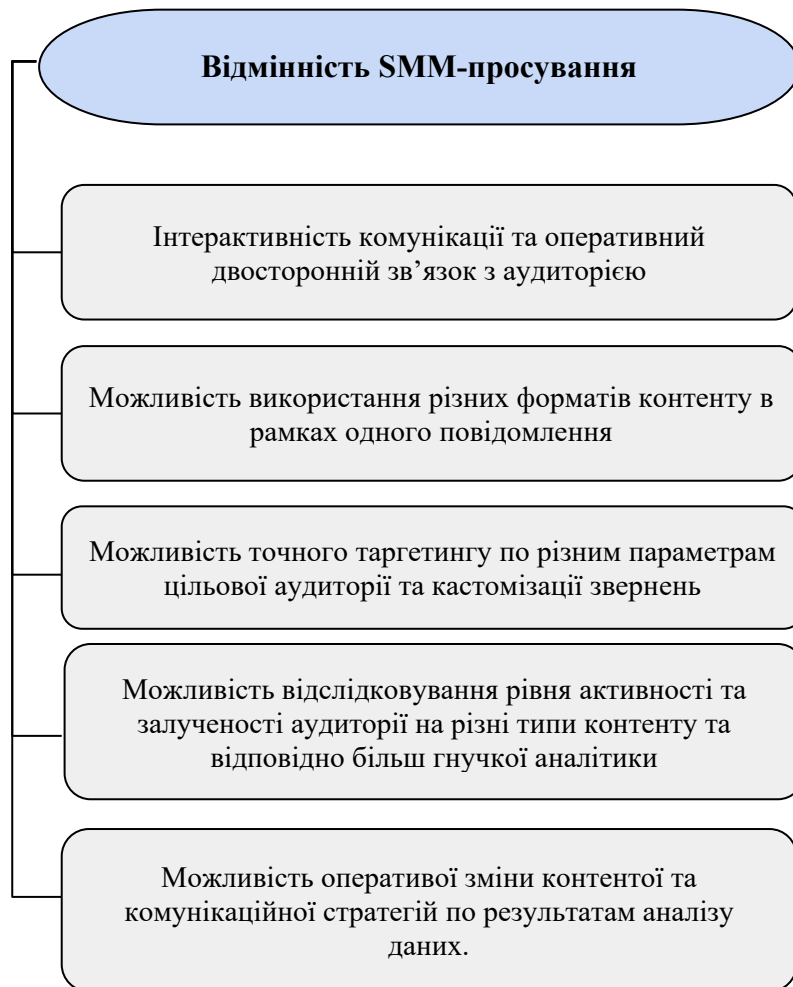 Відмінність SMM-просування
Інтерактивність комунікації та оперативний
двосторонній зв’язок з аудиторією
Можливість використання різних форматів контенту в
рамках одного повідомлення
Можливість точного таргетингу по різним параметрам
цільової аудиторії та кастомізації звернень
Можливість відслідковування рівня активності та
залученості аудиторії на різні типи контенту та
відповідно більш гнучкої аналітики
Можливість оперативої зміни контентої та
комунікаційної стратегій по результатам аналізу
даних.